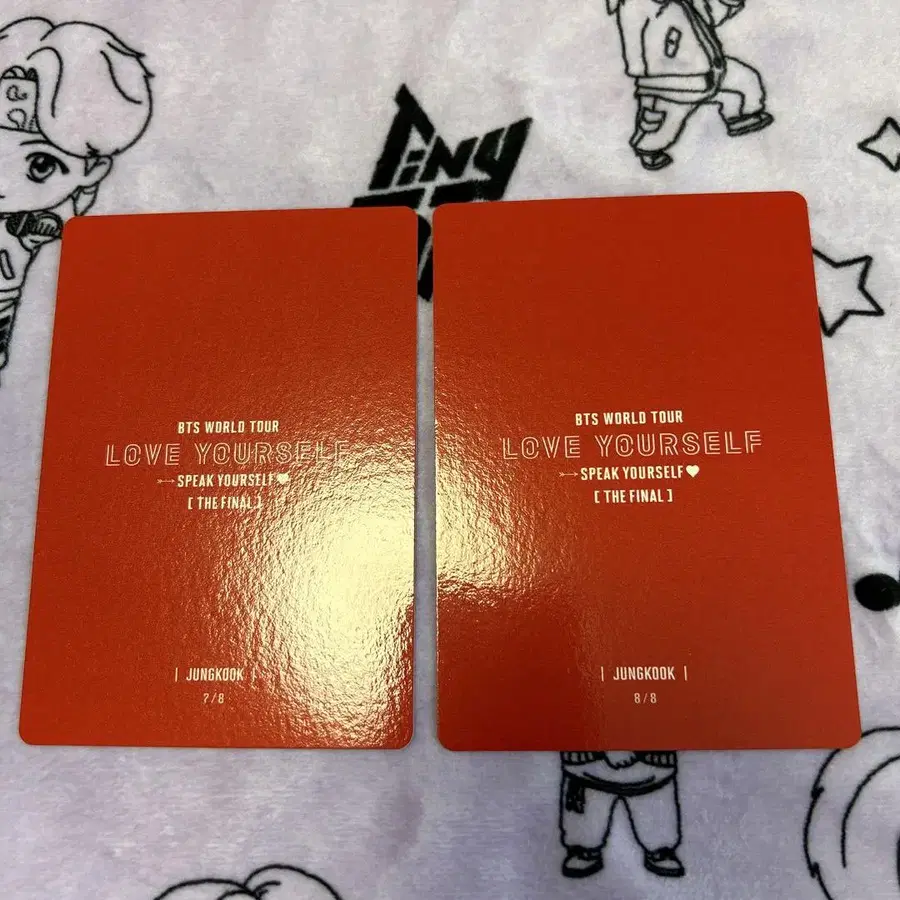 Tiny
BTS WORLD TOUR
LOVE YOURSELF
SPEAK YOURSELF
[ THE FINAL ]
| JUNGKOOK |
7/8
BTS WORLD TOUR
LOVE YOURSELF
SPEAK YOURSELF
[ THE FINAL ]
| JUNGKOOK |
8/8